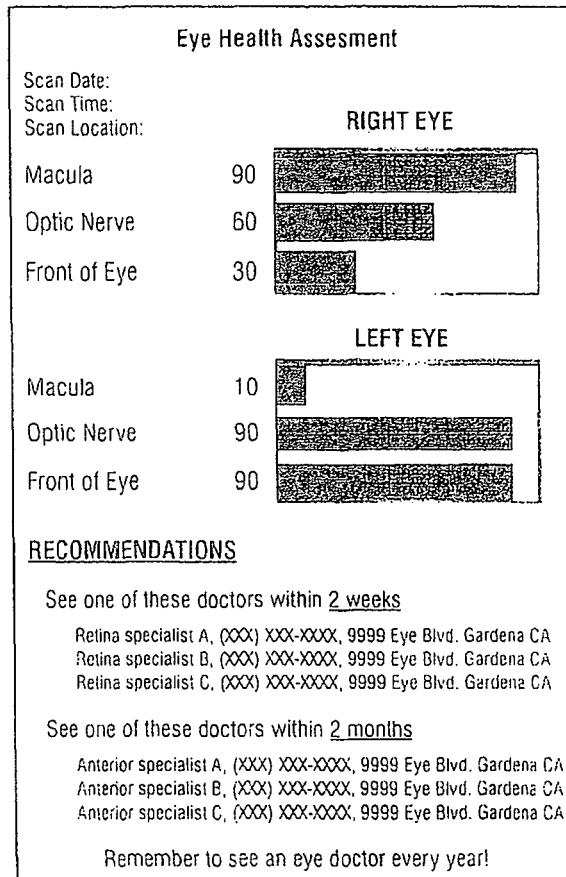 Eye Health Assesment
Scan Date:
Scan Time:
Scan Location:
RIGHT EYE
Macula 90
Optic Nerve 60
Front of Eye 30
LEFT EYE
Macula 10
Optic Nerve 90
Front of Eye 90
RECOMMENDATIONS
See one of these doctors within 2 weeks
Retina specialist A, (XXX) XXX-XXXX, 9999 Eye Blvd. Gardena CA
Retina specialist B, (XXX) XXX-XXXX, 9999 Eye Blvd. Gardena CA
Retina specialist C, (XXX) XXX-XXXX, 9999 Eye Blvd. Gardena CA
See one of these doctors within 2 months
Anterior specialist A, (XXX) XXX-XXXX, 9999 Eye Blvd. Gardena CA
Anterior specialist B, (XXX) XXX-XXXX, 9999 Eye Blvd. Gardena CA
Anterior specialist C, (XXX) XXX-XXXX, 9999 Eye Blvd. Gardena CA
Remember to see an eye doctor every year!